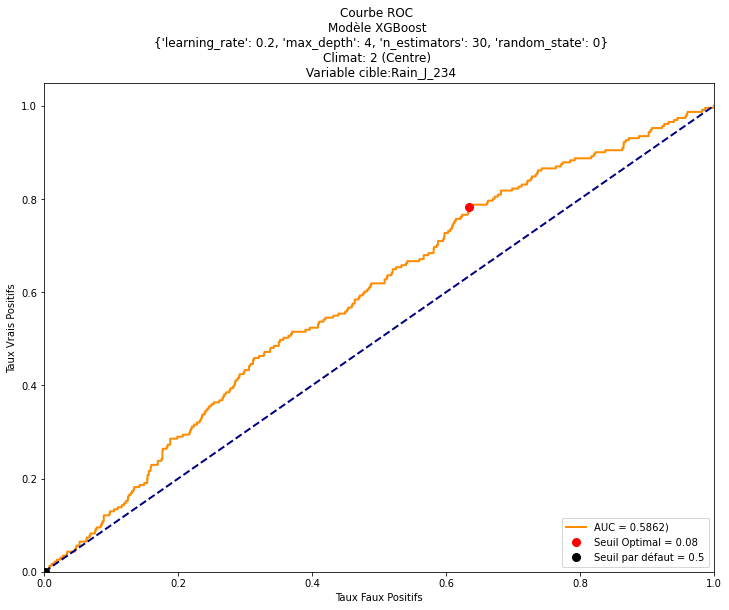 Courbe ROC
Modèle XGBoost
{'learning_rate': 0.2, 'max_depth': 4, 'n_estimators': 30, 'random_state': 0}
Climat: 2 (Centre)
Variable cible:Rain_J_234
Taux Vrais Positifs
1.0
0.8
0.6
0.4
0.2
0.0
0.0
0.2
0.4
0.6
0.8
1.0
Taux Faux Positifs
AUC = 0.5862)
Seuil Optimal = 0.08
Seuil par défaut = 0.5